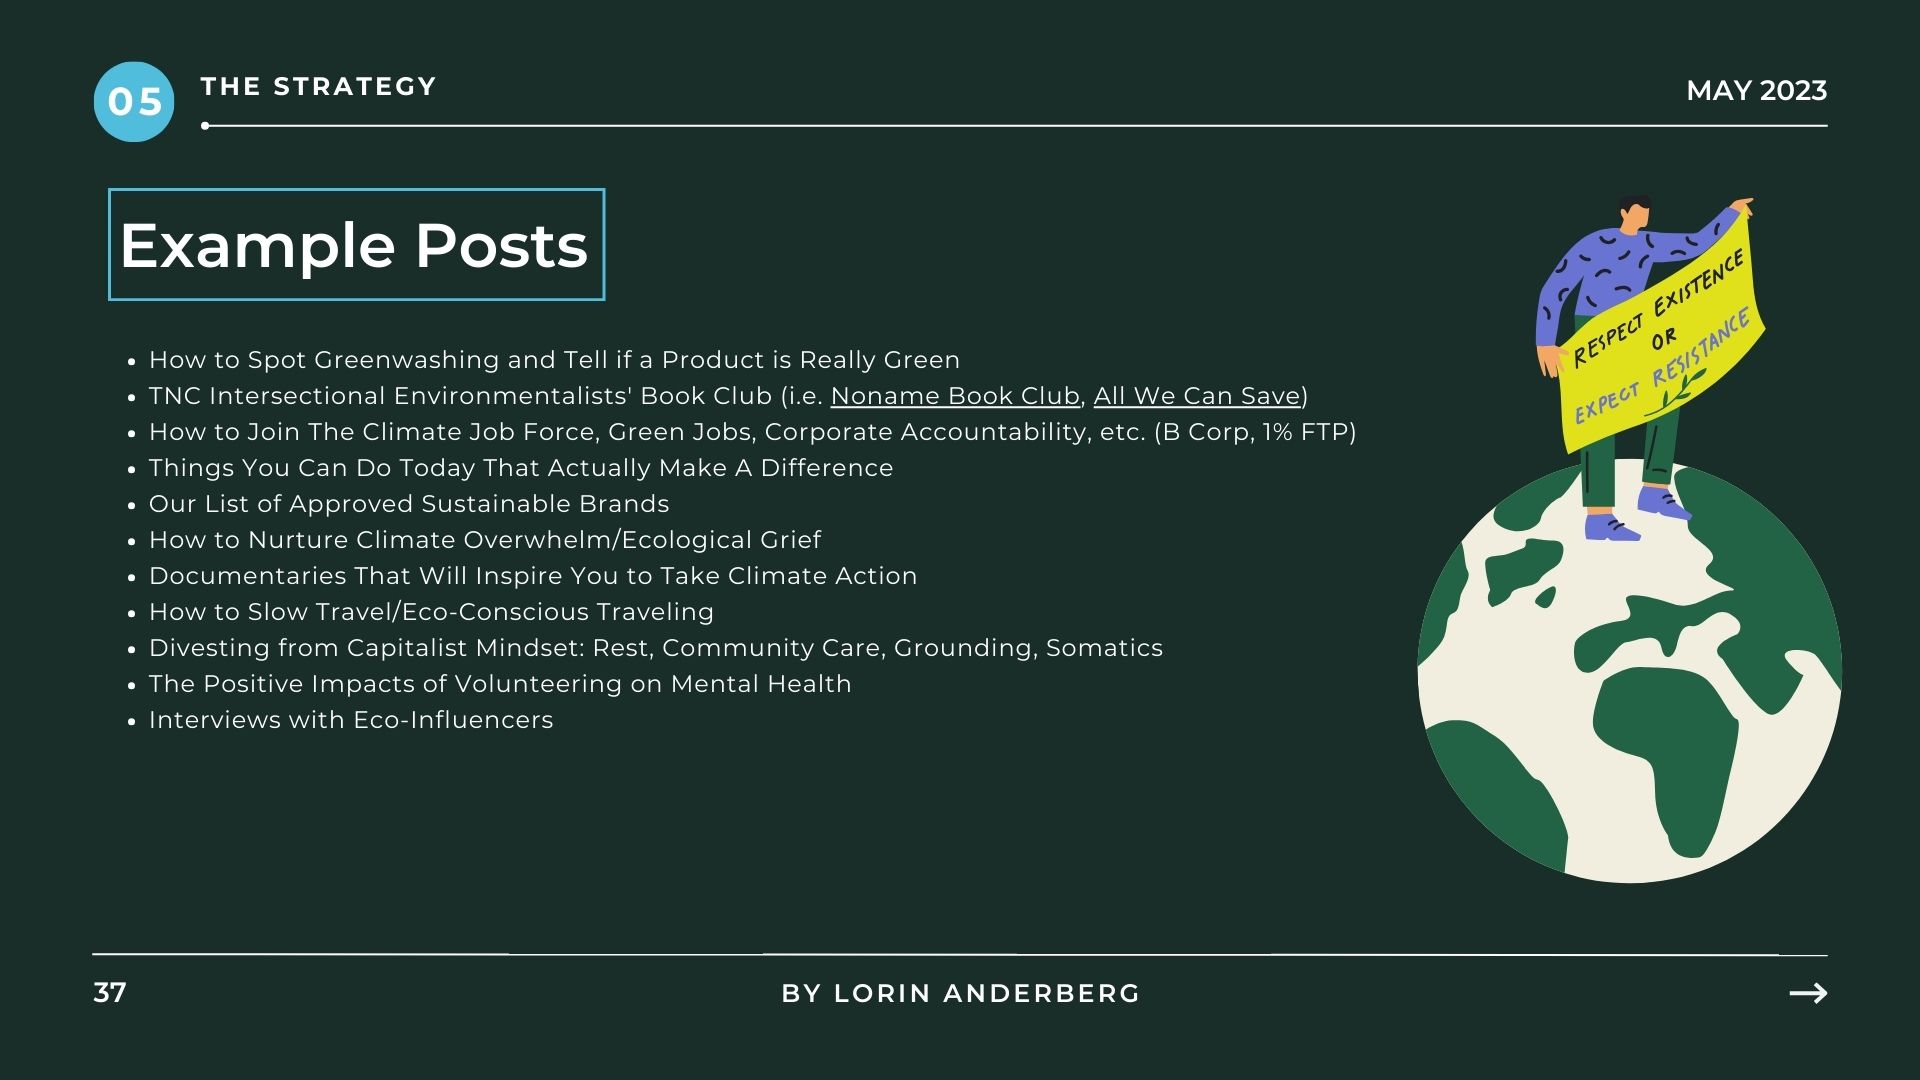 05
THE STRATEGY
MAY 2023
Example Posts
• How to Spot Greenwashing and Tell if a Product is Really Green
• TNC Intersectional Environmentalists' Book Club (i.e. Noname Book Club, All We Can Save)
• How to Join The Climate Job Force, Green Jobs, Corporate Accountability, etc. (B Corp, 1% FTP)
• Things You Can Do Today That Actually Make A Difference
• Our List of Approved Sustainable Brands
• How to Nurture Climate Overwhelm/Ecological Grief
• Documentaries That Will Inspire You to Take Climate Action
• How to Slow Travel/Eco-Conscious Traveling
• Divesting from Capitalist Mindset: Rest, Community Care, Grounding, Somatics
• The Positive Impacts of Volunteering on Mental Health
• Interviews with Eco-Influencers
RESPECT EXISTENCE
OR
EXPECT RESISTANCE
37
BY LORIN ANDERBERG